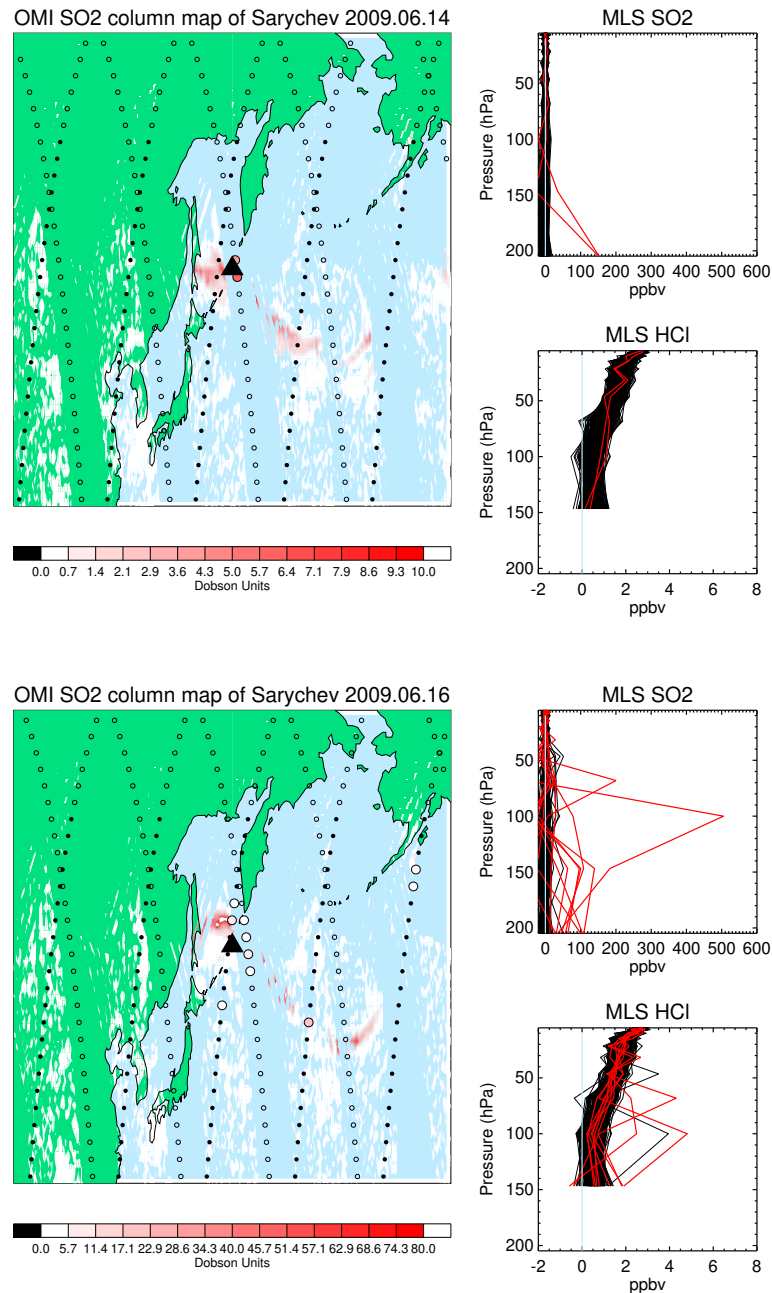 OMI SO2 column map of Sarychev 2009.06.14
0.0 0.7 1.4 2.1 2.9 3.6 4.3 5.0 5.7 6.4 7.1 7.9 8.6 9.3 10.0
Dobson Units
MLS SO2
Pressure (hPa)
50
100
150
200
0 100 200 300 400 500 600
ppbv
MLS HCl
Pressure (hPa)
50
100
150
200
-2 0 2 4 6 8
ppbv
OMI SO2 column map of Sarychev 2009.06.16
0.0 5.7 11.4 17.1 22.9 28.6 34.3 40.0 45.7 51.4 57.1 62.9 68.6 74.3 80.0
Dobson Units
MLS SO2
Pressure (hPa)
50
100
150
200
0 100 200 300 400 500 600
ppbv
MLS HCl
Pressure (hPa)
50
100
150
200
-2 0 2 4 6 8
ppbv